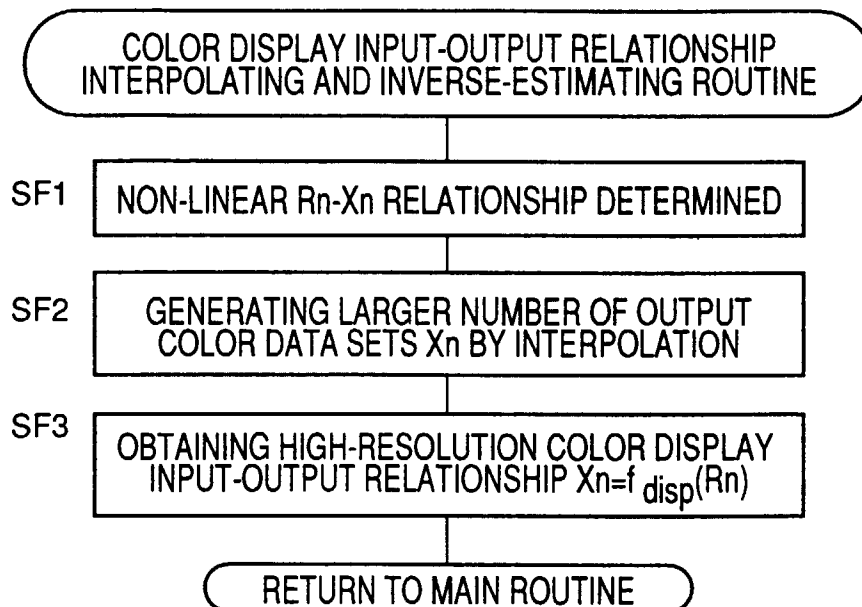 COLOR DISPLAY INPUT-OUTPUT RELATIONSHIP
INTERPOLATING AND INVERSE-ESTIMATING ROUTINE
SF1
NON-LINEAR Rn-Xn RELATIONSHIP DETERMINED
SF2
GENERATING LARGER NUMBER OF OUTPUT
COLOR DATA SETS Xn BY INTERPOLATION
SF3
OBTAINING HIGH-RESOLUTION COLOR DISPLAY
INPUT-OUTPUT RELATIONSHIP Xn=f disp(Rn)
RETURN TO MAIN ROUTINE